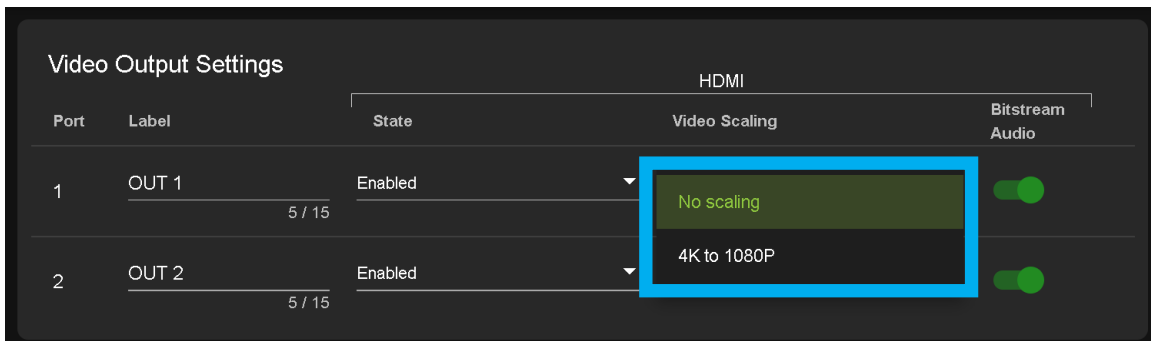 Video Output Settings
HDMI
Port Label State Video Scaling Bitstream Audio
1 OUT 1 Enabled No scaling
5 / 15
4K to 1080P
2 OUT 2 Enabled
5 / 15